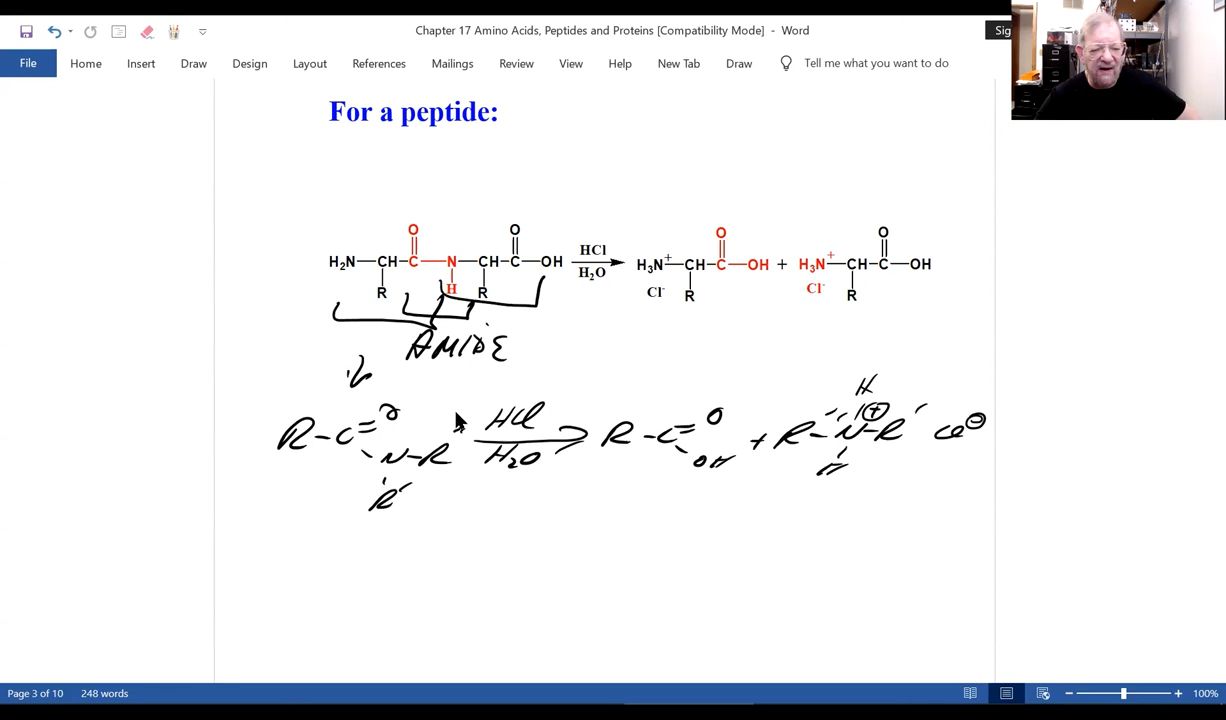 Chapter 17 Amino Acids, Peptides and Proteins [Compatibility Mode] - Word
Sig
File Home Insert Draw Design Layout References Mailings Review View Help New Tab Draw Tell me what you want to do
For a peptide:
O O O O
H₂N—CH—C—N—CH—C—OH HCl H₂O H₃N⁺—CH—C—OH + H₃N⁺—CH—C—OH
R H R Cl⁻ R Cl⁻ R
AMIDE
H
R-C=O HCl R-C=O + R-N-R' ⊕ Cl⊖
N-R H₂O OH H
R'
Page 3 of 10 248 words 100%